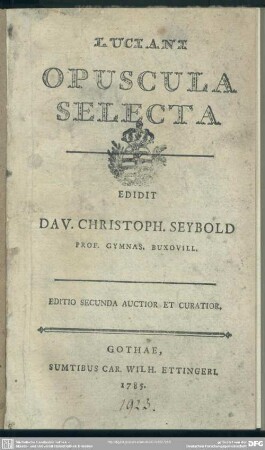 LUCIANI
OPUSCULA
SELECTA
EDIDIT
DAV. CHRISTOPH. SEYBOLD
PROF. GYMNAS. BUXOVILL.
EDITIO SECUNDA AUCTIOR ET CURATIOR.
GOTHAE,
SUMTIBUS CAR. WILH. ETTINGERI.
1785.
1923.